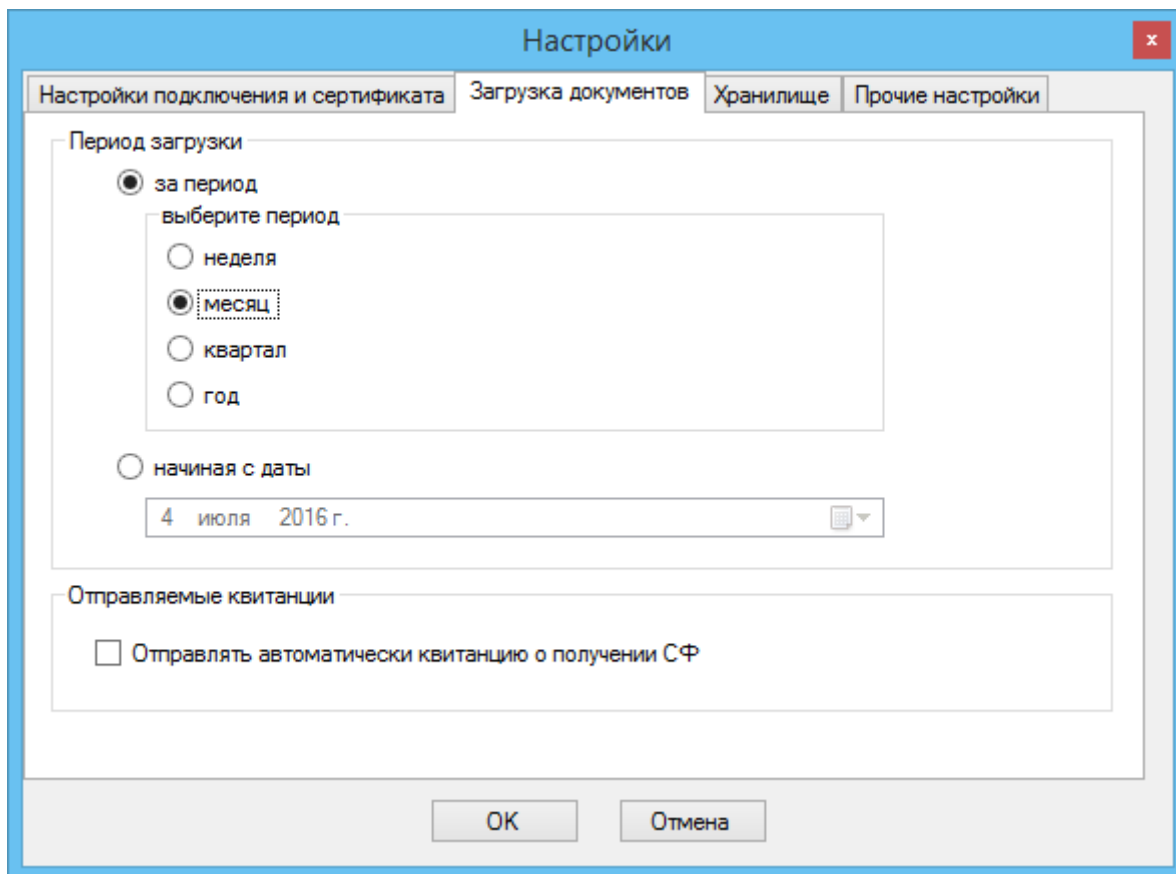 Настройки
x
Настройки подключения и сертификата Загрузка документов Хранилище Прочие настройки
Период загрузки
за период
выберите период
неделя
месяц
квартал
год
начиная с даты
4 июля 2016 г.
Отправляемые квитанции
Отправлять автоматически квитанцию о получении СФ
OK Отмена